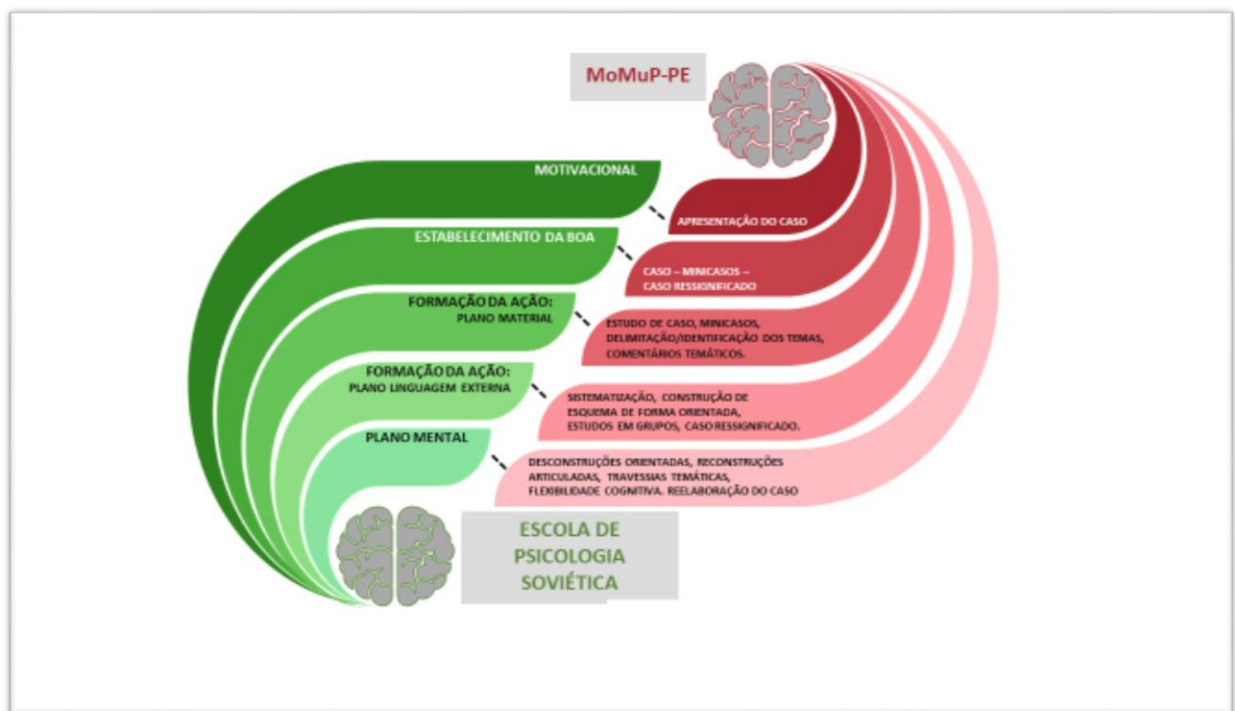 MoMuP-PE
MOTIVACIONAL
APRESENTAÇÃO DO CASO
ESTABELECIMENTO DA BOA
CASO – MINICASOS –
CASO RESSIGNIFICADO
FORMAÇÃO DA AÇÃO:
PLANO MATERIAL
ESTUDO DE CASO, MINICASOS,
DELIMITAÇÃO/IDENTIFICAÇÃO DOS TEMAS,
COMENTÁRIOS TEMÁTICOS.
FORMAÇÃO DA AÇÃO:
PLANO LINGUAGEM EXTERNA
SISTEMATIZAÇÃO, CONSTRUÇÃO DE
ESQUEMA DE FORMA ORIENTADA,
ESTUDOS EM GRUPOS, CASO RESSIGNIFICADO.
PLANO MENTAL
DESCONSTRUÇÕES ORIENTADAS, RECONSTRUÇÕES
ARTICULADAS, TRAVESSIAS TEMÁTICAS,
FLEXIBILIDADE COGNITIVA. REELABORAÇÃO DO CASO
ESCOLA DE
PSICOLOGIA
SOVIÉTICA